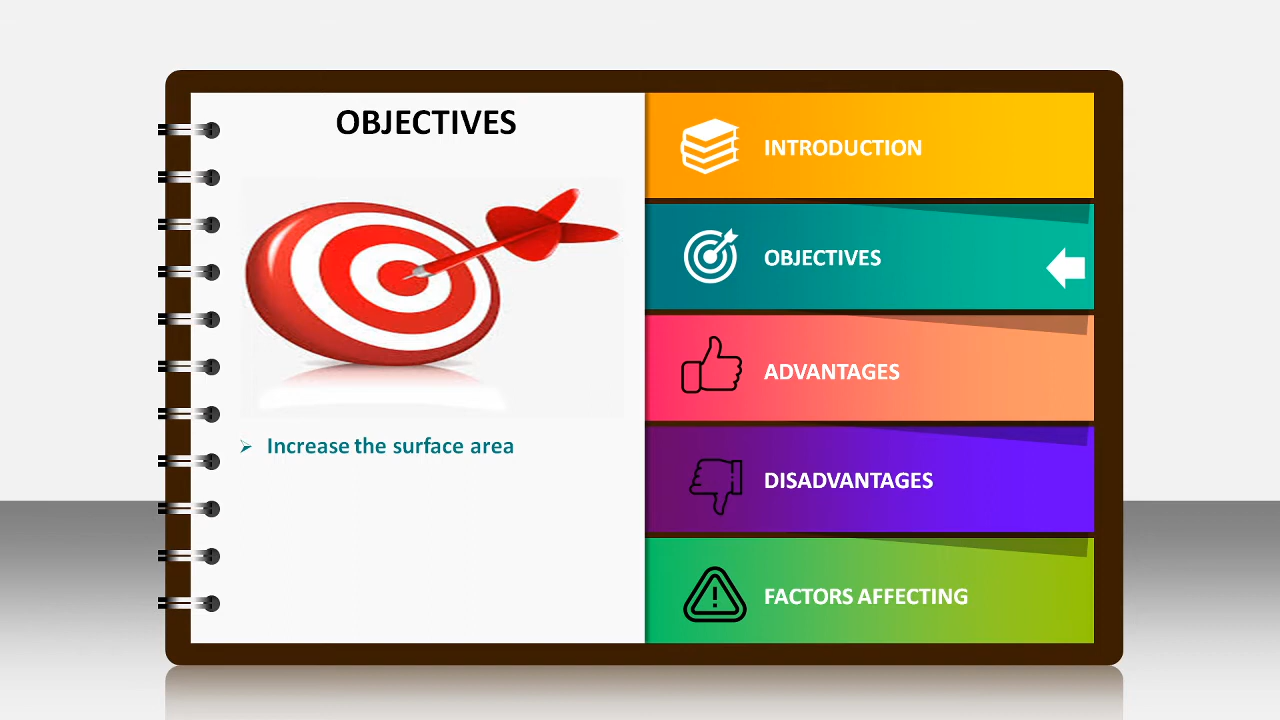 OBJECTIVES
➢ Increase the surface area
INTRODUCTION
OBJECTIVES
ADVANTAGES
DISADVANTAGES
FACTORS AFFECTING